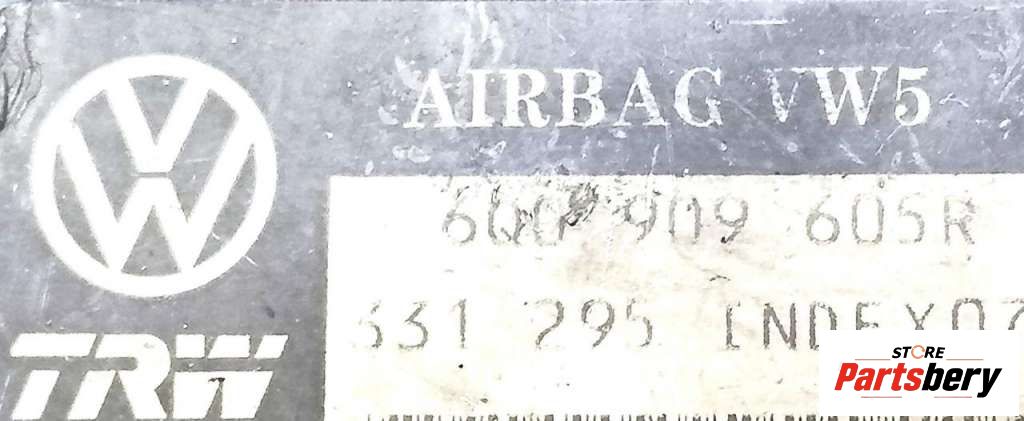 AIRBAG VW5
6Q0 909 605R
331 295 INDEX07
TRW
STORE
Partsbery